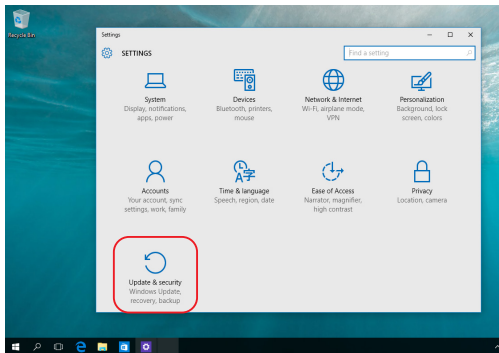 Recycle Bin
Settings
SETTINGS
Find a setting
System
Display, notifications,
apps, power
Devices
Bluetooth, printers,
mouse
Network & Internet
Wi-Fi, airplane mode,
VPN
Personalization
Background, lock
screen, colors
Accounts
Your account, sync
settings, work, family
Time & language
Speech, region, date
Ease of Access
Narrator, magnifier,
high contrast
Privacy
Location, camera
Update & security
Windows Update,
recovery, backup